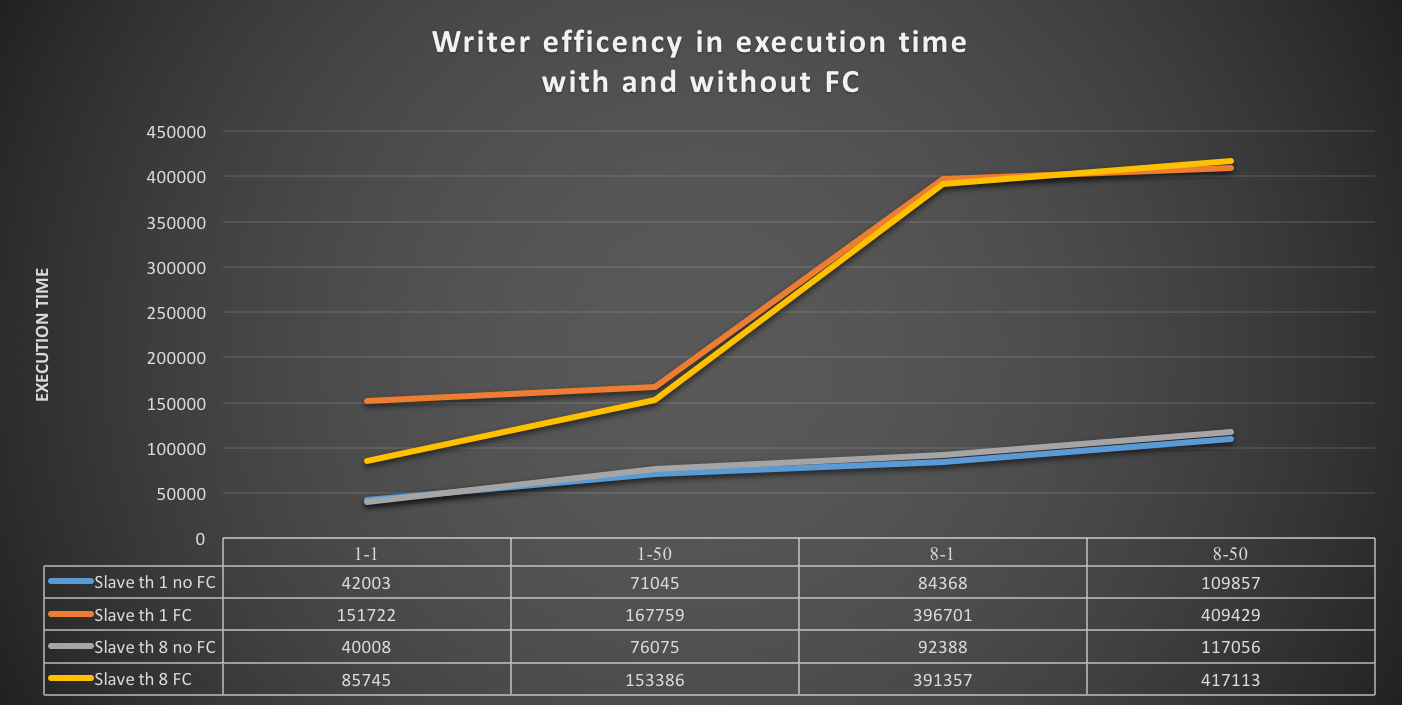 Writer efficency in execution time
with and without FC
450000
400000
350000
300000
250000
200000
150000
100000
50000
0
EXECUTION TIME
1-1 1-50 8-1 8-50
Slave th 1 no FC 42003 71045 84368 109857
Slave th 1 FC 151722 167759 396701 409429
Slave th 8 no FC 40008 76075 92388 117056
Slave th 8 FC 85745 153386 391357 417113